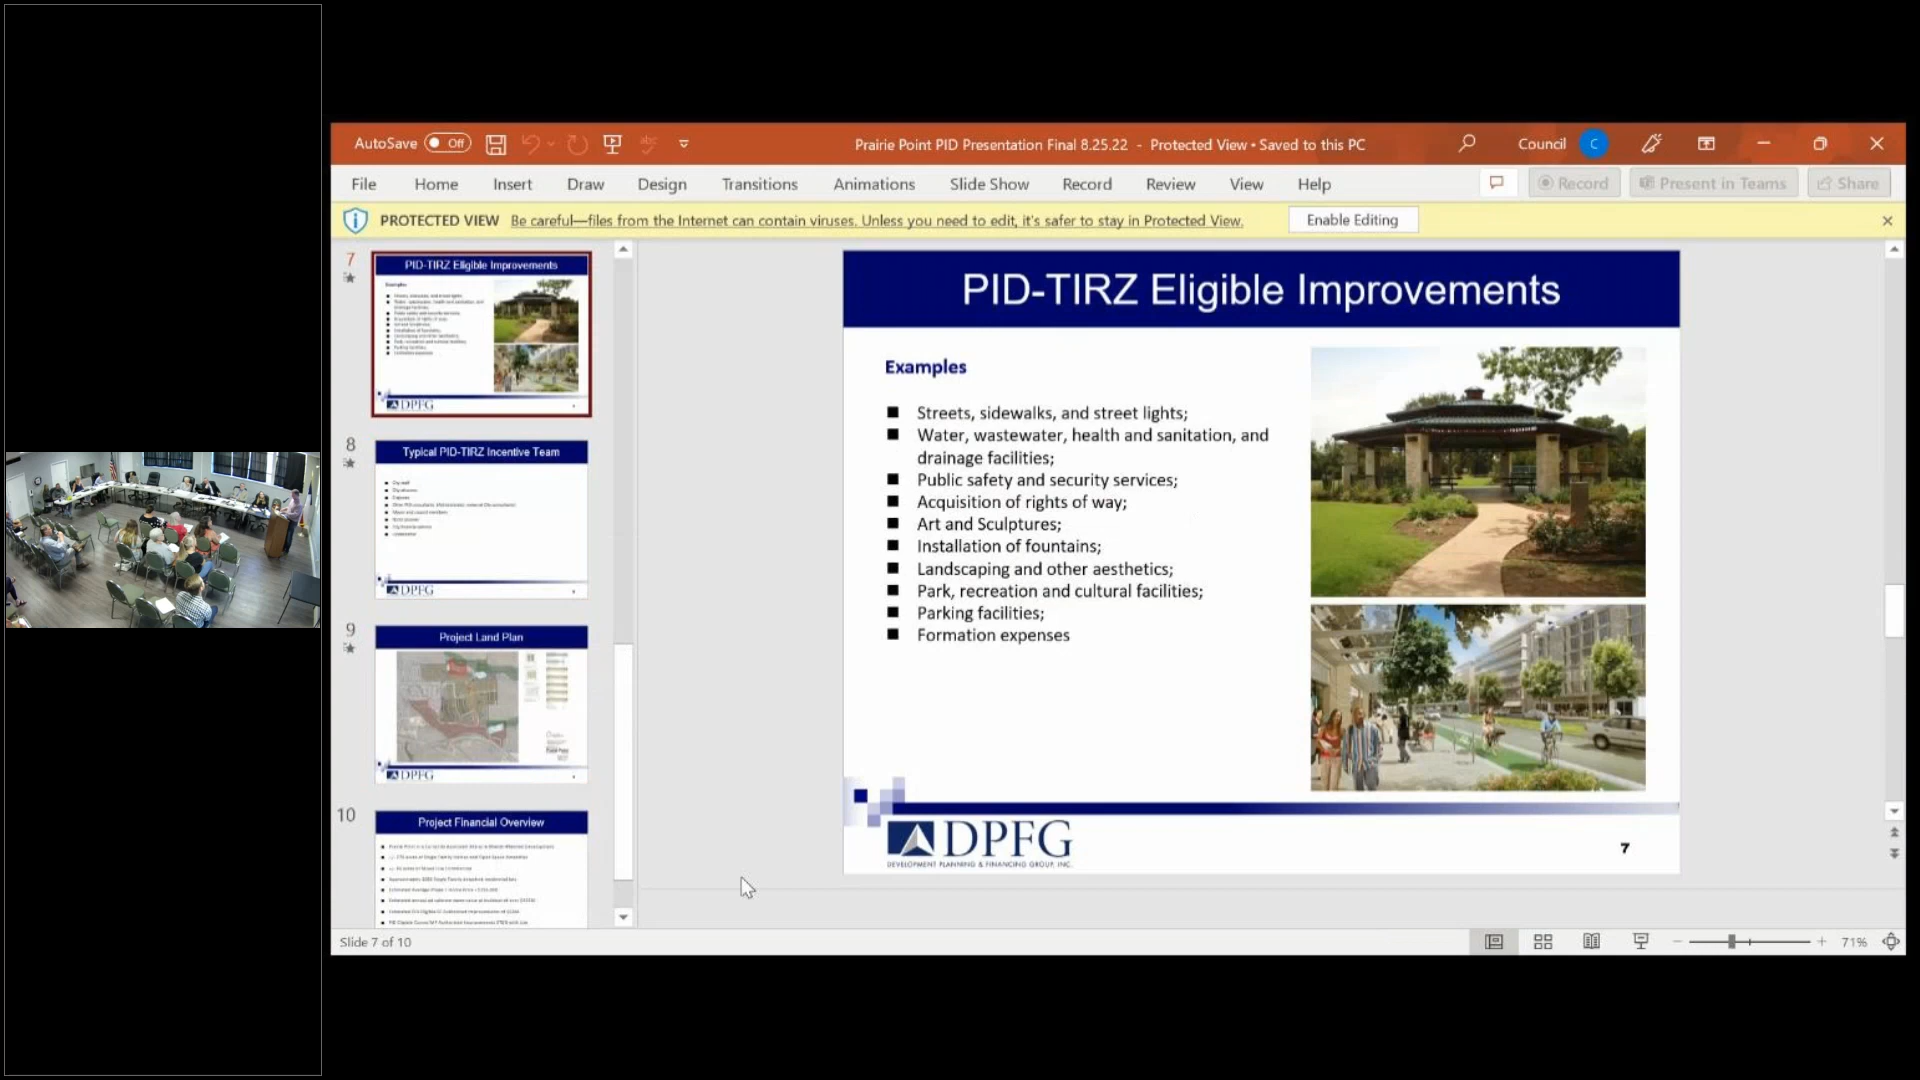 AutoSave Off
Prairie Point PID Presentation Final 8.25.22 - Protected View • Saved to this PC
Council C
File Home Insert Draw Design Transitions Animations Slide Show Record Review View Help
Record Present in Teams Share
PROTECTED VIEW Be careful—files from the Internet can contain viruses. Unless you need to edit, it's safer to stay in Protected View. Enable Editing
7
PID-TIRZ Eligible Improvements
Examples
DPFG
8
Typical PID-TIRZ Incentive Team
DPFG
9
Project Land Plan
DPFG
10
Project Financial Overview
PID-TIRZ Eligible Improvements
Examples
Streets, sidewalks, and street lights;
Water, wastewater, health and sanitation, and
drainage facilities;
Public safety and security services;
Acquisition of rights of way;
Art and Sculptures;
Installation of fountains;
Landscaping and other aesthetics;
Park, recreation and cultural facilities;
Parking facilities;
Formation expenses
DPFG
DEVELOPMENT PLANNING & FINANCING GROUP, INC.
7
Slide 7 of 10
71%